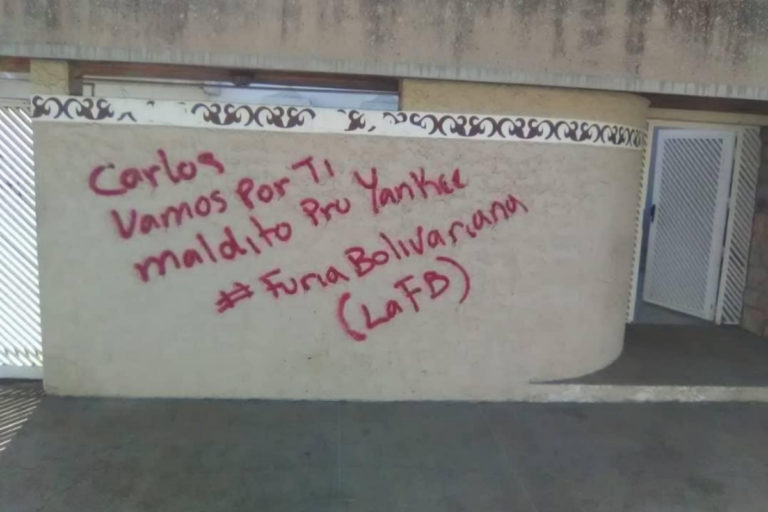 Carlos
Vamos Por Ti
maldito Pro Yankee
# Furia Bolivariana
(LaFB)